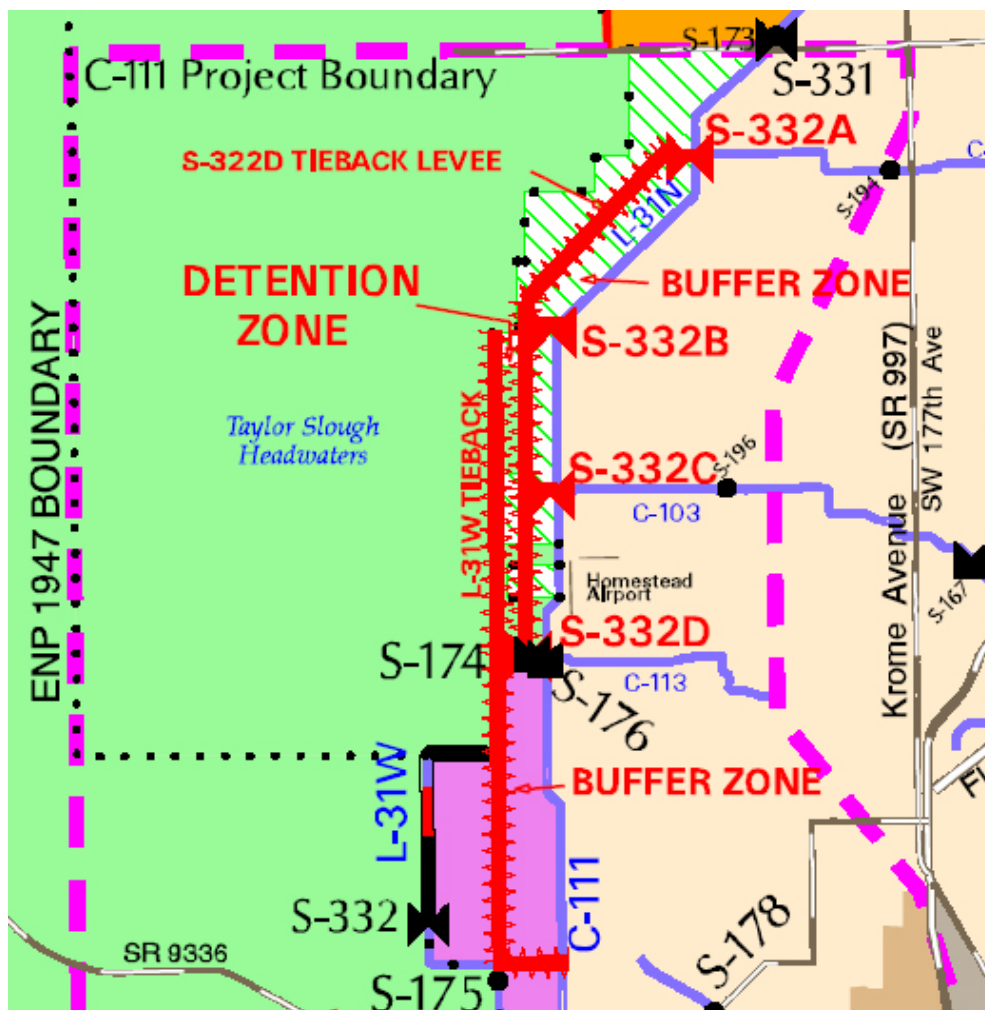 S-173
C-111 Project Boundary
S-331
S-332A
S-322D TIEBACK LEVEE
C-
S-194
L-31N
DETENTION
ZONE
BUFFER ZONE
S-332B
ENP 1947 BOUNDARY
Krome Avenue (SR 997)
SW 177th Ave
Taylor Slough
Headwaters
L-31W TIEBACK
S-332C
S-196
C-103
Homestead
Airport
S-167
S-332D
S-174
C-113
S-176
L-31W
BUFFER ZONE
FL
C-111
S-332
S-178
SR 9336
S-175